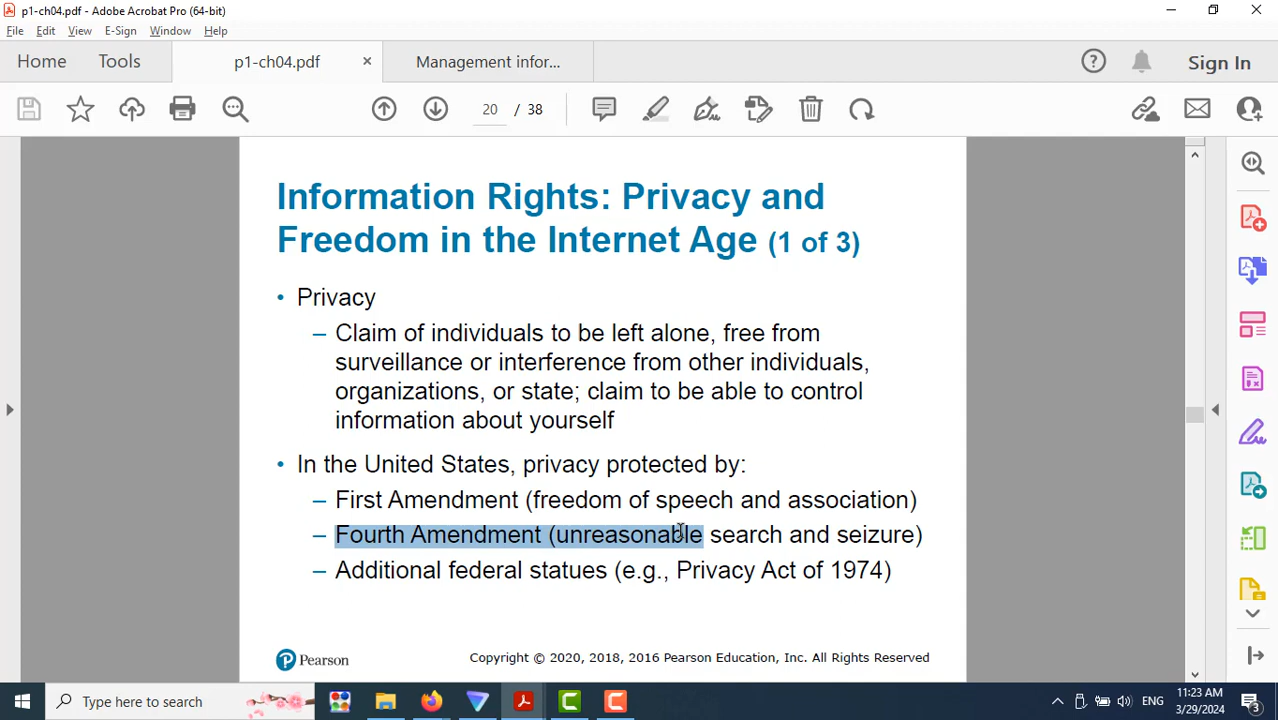 p1-ch04.pdf - Adobe Acrobat Pro (64-bit)
File Edit View E-Sign Window Help
Home Tools p1-ch04.pdf Management infor... Sign In
20 / 38
Information Rights: Privacy and
Freedom in the Internet Age (1 of 3)
• Privacy
– Claim of individuals to be left alone, free from
surveillance or interference from other individuals,
organizations, or state; claim to be able to control
information about yourself
• In the United States, privacy protected by:
– First Amendment (freedom of speech and association)
– Fourth Amendment (unreasonable search and seizure)
– Additional federal statues (e.g., Privacy Act of 1974)
Pearson Copyright © 2020, 2018, 2016 Pearson Education, Inc. All Rights Reserved
Type here to search ENG 11:23 AM
3/29/2024 3